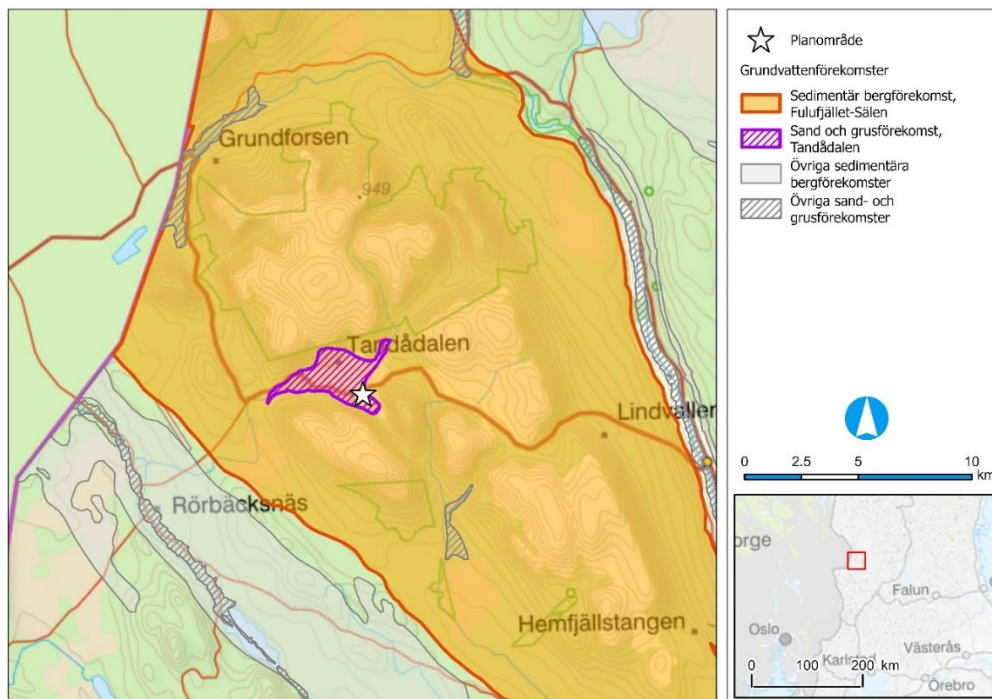 Grundforsen
949
Tandådalen
Lindvallen
Rörbäcksnäs
Hemfjällstangen
Planområde
Grundvattenförekomster
Sedimentär bergförekomst,
Fulufjället-Sälen
Sand och grusförekomst,
Tandådalen
Övriga sedimentära
bergförekomster
Övriga sand- och
grusförekomster
0 2.5 5 10
km
orge
Falun
Oslo
Karlstad
Västerås
Örebro
0 100 200 km